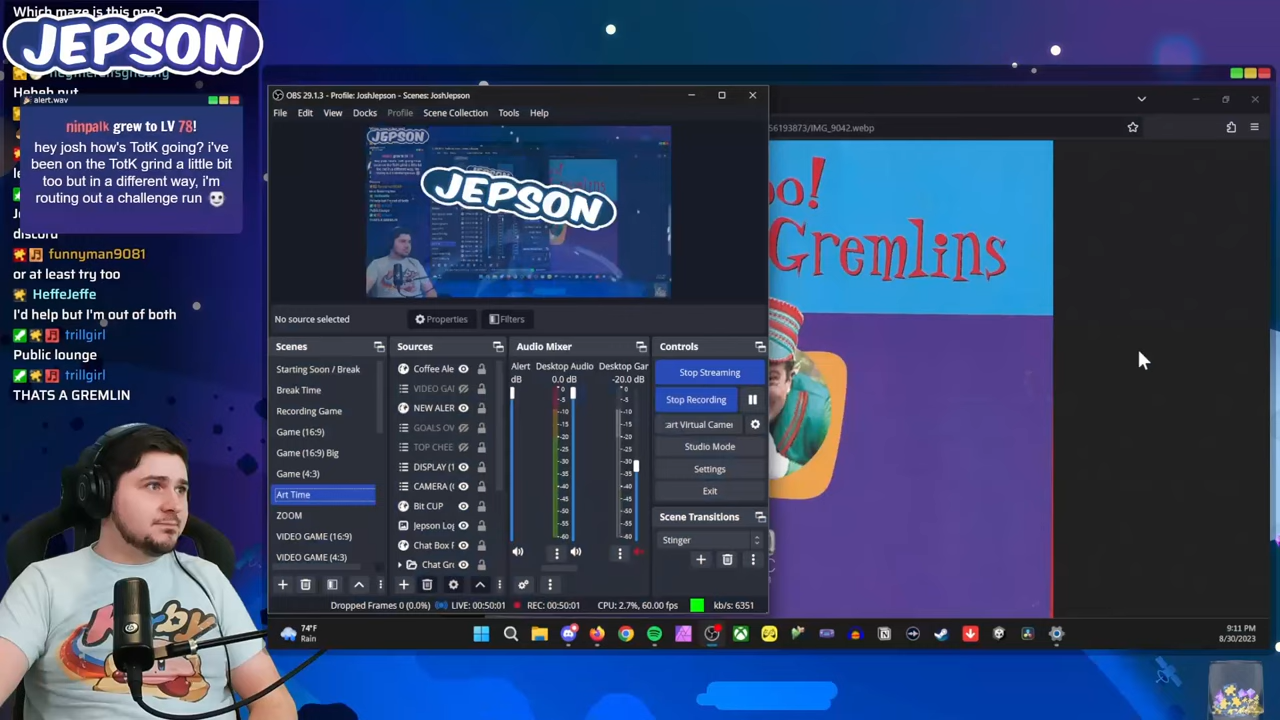 Which maze is this one?
JEPSON
Heheh nut
alert.wav
ninpalk grew to LV 78!
hey josh how's TotK going? i've
been on the TotK grind a little bit
too but in a different way, i'm
routing out a challenge run
discord
funnyman9081
or at least try too
HeffeJeffe
I'd help but I'm out of both
trillgirl
Public lounge
trillgirl
THATS A GREMLIN
OBS 29.1.3 - Profile: JoshJepson - Scenes: JoshJepson
File Edit View Docks Profile Scene Collection Tools Help
JEPSON
JEPSON
No source selected
Properties
Filters
Scenes
Starting Soon / Break
Break Time
Recording Game
Game (16:9)
Game (16:9) Big
Game (4:3)
Art Time
ZOOM
VIDEO GAME (16:9)
VIDEO GAME (4:3)
Sources
Coffee Ale
VIDEO GAI
NEW ALER
GOALS OV
TOP CHEE
DISPLAY (1
CAMERA (
Bit CUP
Jepson Log
Chat Box F
Chat Gr
Audio Mixer
Alert Desktop Audio Desktop Gar
dB 0.0 dB -20.0 dB
Controls
Stop Streaming
Stop Recording
art Virtual Camer
Studio Mode
Settings
Exit
Scene Transitions
Stinger
Dropped Frames 0 (0.0%) LIVE: 00:50:01 REC: 00:50:01 CPU: 2.7%, 60.00 fps kb/s: 6351
56193873/IMG_9042.webp
oo!
Gremlins
74°F
Rain
9:11 PM
8/30/2023